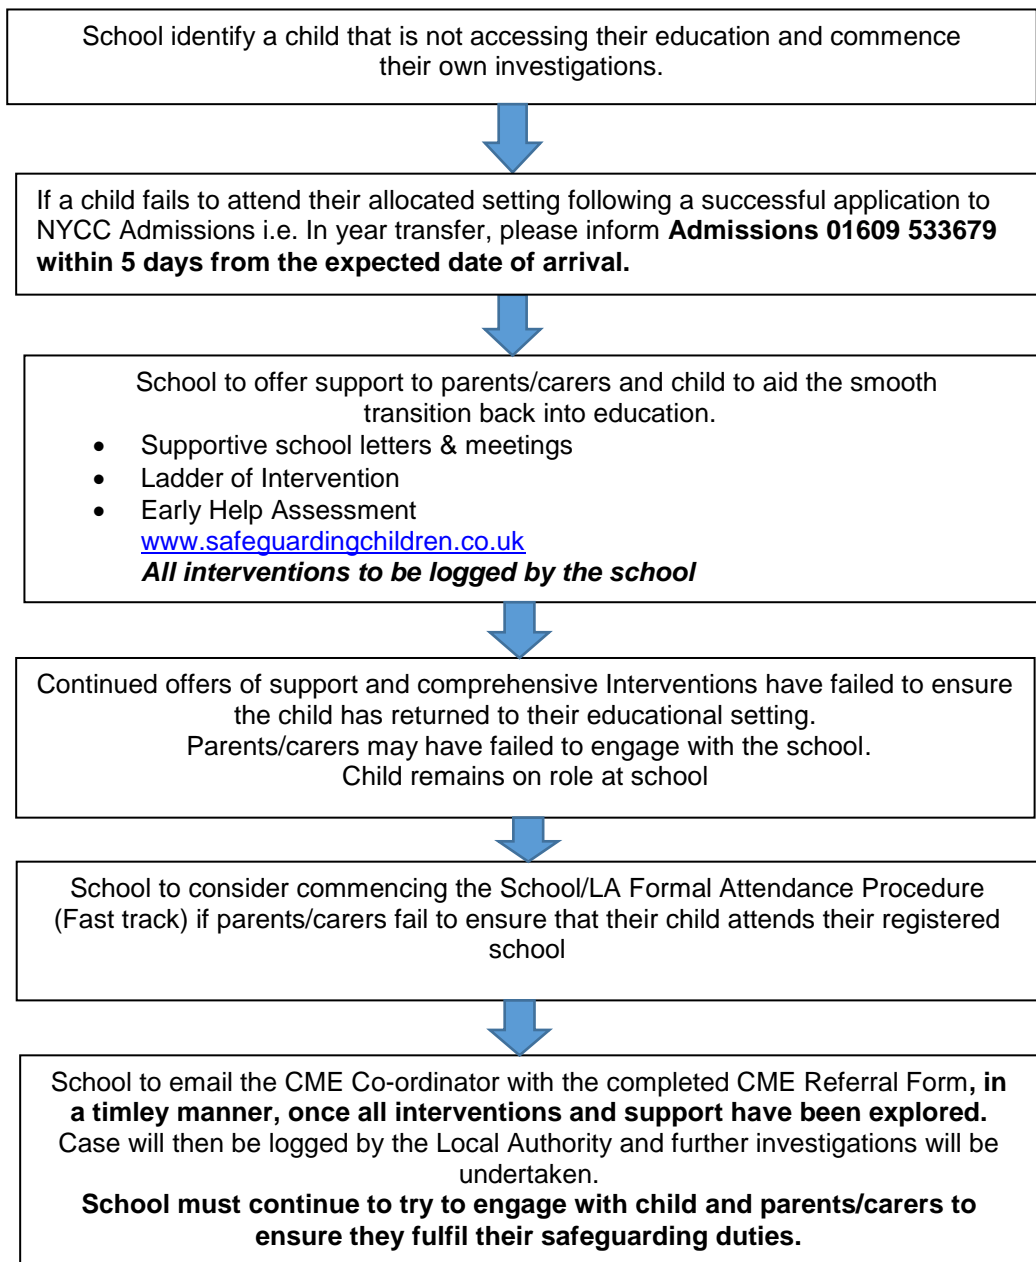 School identify a child that is not accessing their education and commence
their own investigations.
If a child fails to attend their allocated setting following a successful application to
NYCC Admissions i.e. In year transfer, please inform Admissions 01609 533679
within 5 days from the expected date of arrival.
School to offer support to parents/carers and child to aid the smooth
transition back into education.
• Supportive school letters & meetings
• Ladder of Intervention
• Early Help Assessment
www.safeguardingchildren.co.uk
All interventions to be logged by the school
Continued offers of support and comprehensive Interventions have failed to ensure
the child has returned to their educational setting.
Parents/carers may have failed to engage with the school.
Child remains on role at school
School to consider commencing the School/LA Formal Attendance Procedure
(Fast track) if parents/carers fail to ensure that their child attends their registered
school
School to email the CME Co-ordinator with the completed CME Referral Form, in
a timley manner, once all interventions and support have been explored.
Case will then be logged by the Local Authority and further investigations will be
undertaken.
School must continue to try to engage with child and parents/carers to
ensure they fulfil their safeguarding duties.